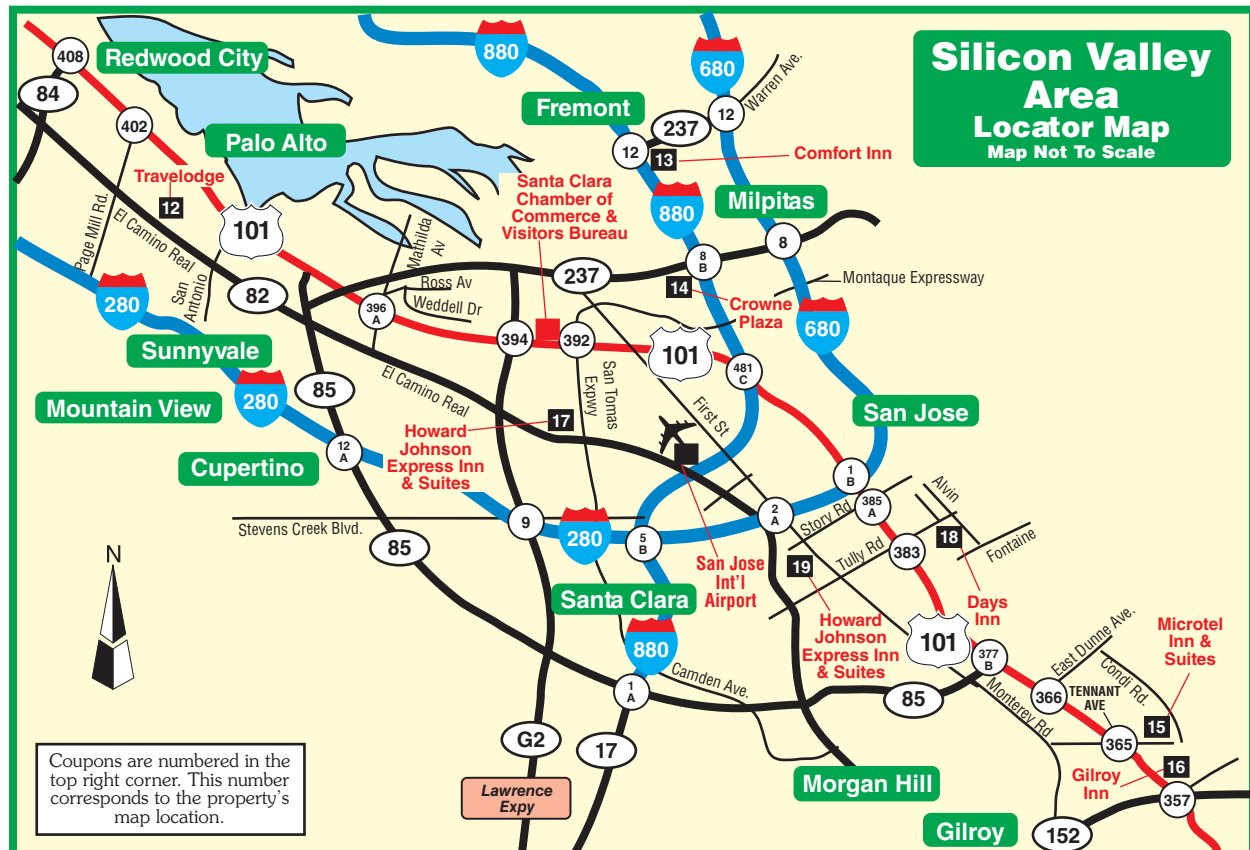 Silicon Valley
Area
Locator Map
Map Not To Scale
408
Redwood City
84
402
Palo Alto
Travelodge
12
Page Mill Rd.
El Camino Real
San
Antonio
101
82
280
Sunnyvale
280
Mountain View
Cupertino
880
680
Warren Ave.
12
Fremont
237
12
13
Comfort Inn
Santa Clara
Chamber of
Commerce &
Visitors Bureau
880
Milpitas
8
8
B
Mathilda
Av
Ross Av
Weddell Dr
237
14
Crowne
Plaza
Montaque Expressway
396
A
394
392
101
680
481
C
85
El Camino Real
San Tomas
Expwy
First St
San Jose
17
Howard
Johnson
Express Inn
& Suites
12
A
1
B
385
A
Alvin
9
Stevens Creek Blvd.
280
5
B
2
A
Story Rd
Tully Rd
383
18
Fontaine
85
San Jose
Int'l
Airport
19
Santa Clara
Howard
Johnson
Express Inn
& Suites
Days
Inn
101
East Dunne Ave.
Microtel
Inn &
Suites
N
880
377
B
Condi Rd.
Camden Ave.
1
A
85
366
TENNANT
AVE
Monterey Rd
15
365
G2
17
16
Gilroy
Inn
Lawrence
Expy
Morgan Hill
357
Gilroy
152
Coupons are numbered in the
top right corner. This number
corresponds to the property's
map location.